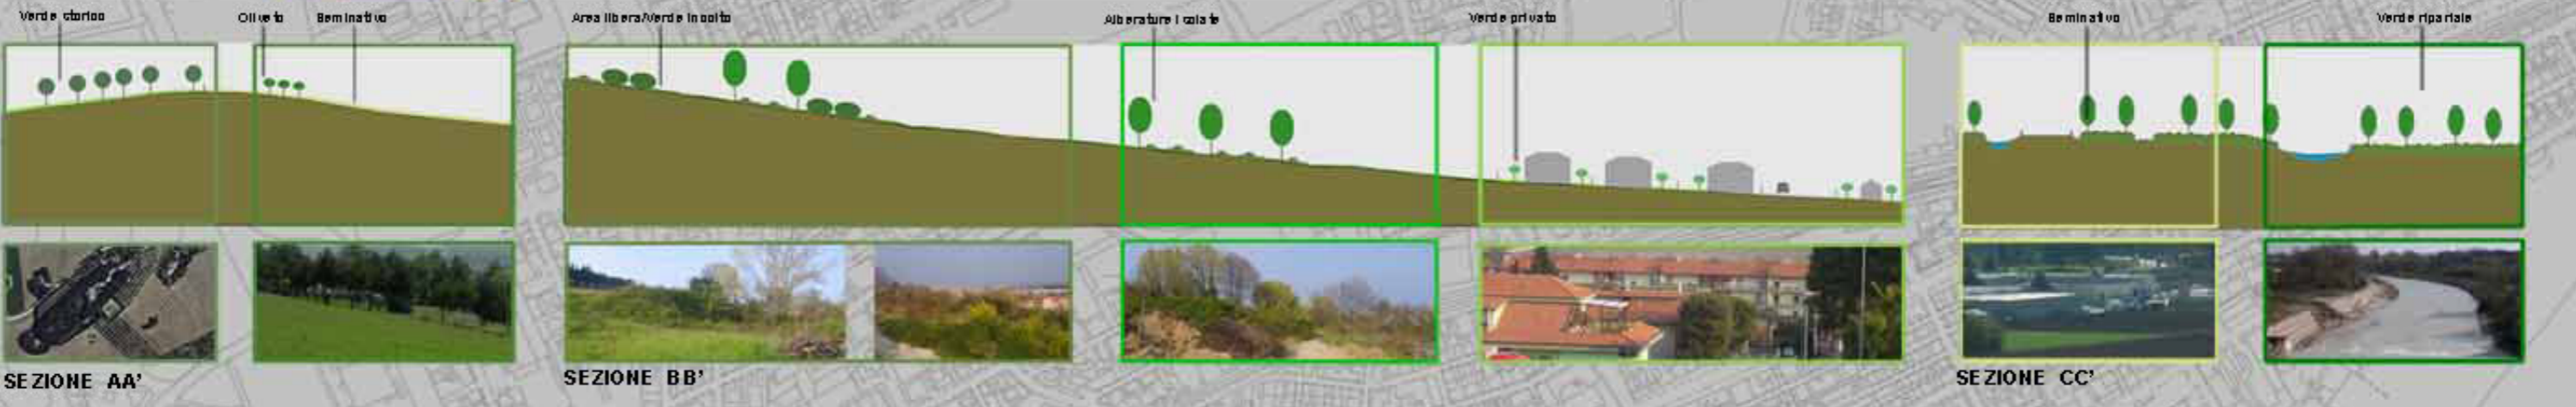 Verde storico
Oliveto
Seminativo
Area libera/Verde incolto
Alberature isolate
Verde privato
Seminativo
Verde ripariale
SEZIONE AA'
SEZIONE BB'
SEZIONE CC'